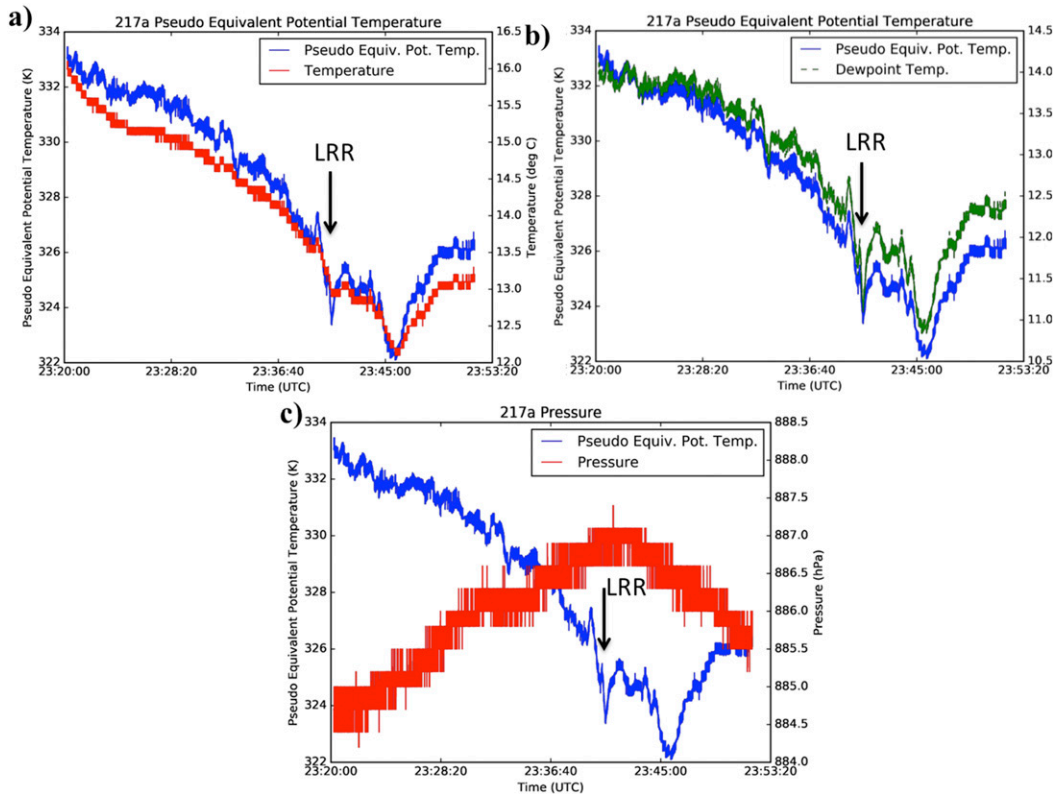 a)
217a Pseudo Equivalent Potential Temperature
Pseudo Equiv. Pot. Temp.
Temperature
LRR
334
332
330
328
326
324
322
Pseudo Equivalent Potential Temperature (K)
16.5
16.0
15.5
15.0
14.5
14.0
13.5
13.0
12.5
12.0
Temperature (deg C)
23:20:00 23:28:20 23:36:40 23:45:00 23:53:20
Time (UTC)
b)
217a Pseudo Equivalent Potential Temperature
Pseudo Equiv. Pot. Temp.
Dewpoint Temp.
LRR
334
332
330
328
326
324
322
Pseudo Equivalent Potential Temperature (K)
14.5
14.0
13.5
13.0
12.5
12.0
11.5
11.0
10.5
23:20:00 23:28:20 23:36:40 23:45:00 23:53:20
Time (UTC)
c)
217a Pressure
Pseudo Equiv. Pot. Temp.
Pressure
LRR
334
332
330
328
326
325
324
322
Pseudo Equivalent Potential Temperature (K)
888.5
888.0
887.4
887.0
886.5
886.0
885.5
885.0
884.5
884.0
Pressure (hPa)
23:20:00 23:28:20 23:36:40 23:45:00 23:53:20
Time (UTC)